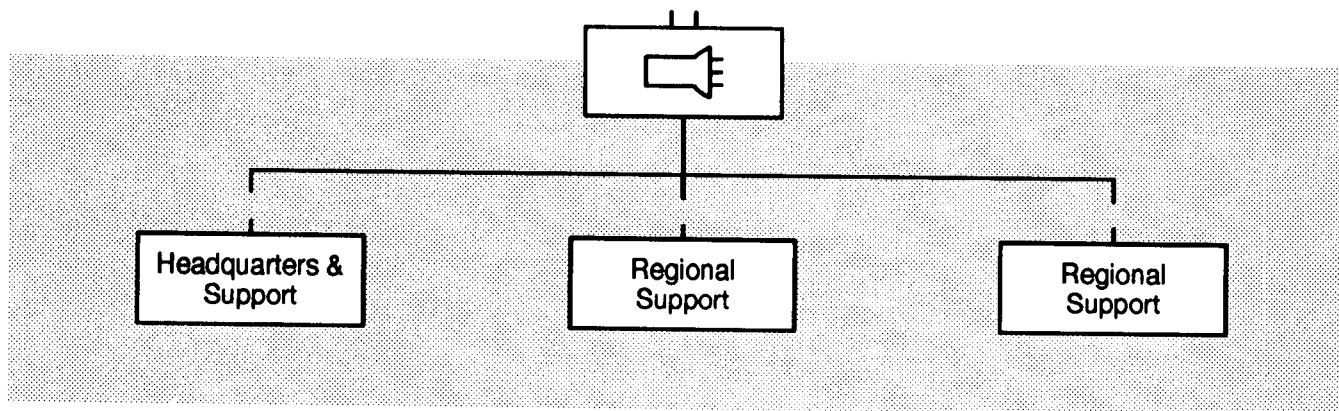 Headquarters &
Support
Regional
Support
Regional
Support